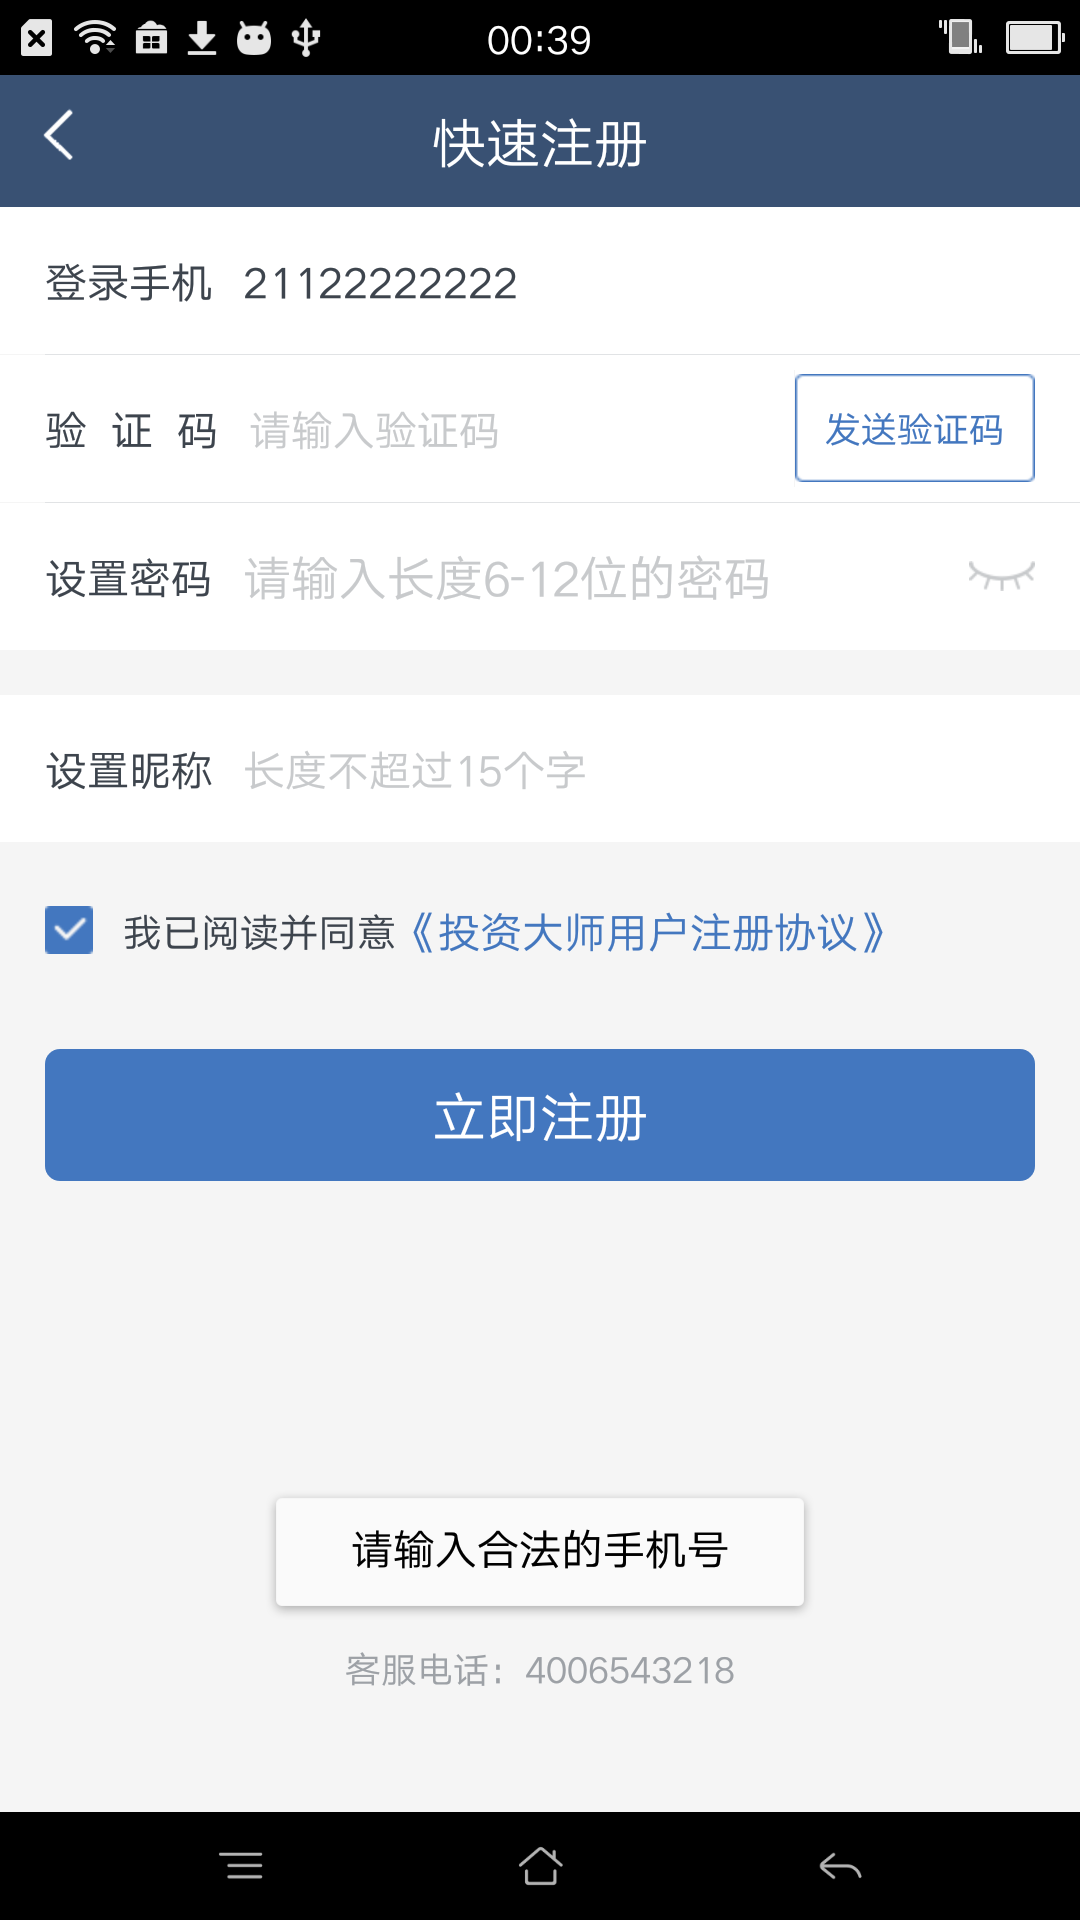 00:39
快速注册
登录手机 21122222222
验 证 码 请输入验证码 发送验证码
设置密码 请输入长度6-12位的密码
设置昵称 长度不超过15个字
我已阅读并同意《投资大师用户注册协议》
立即注册
请输入合法的手机号
客服电话：4006543218